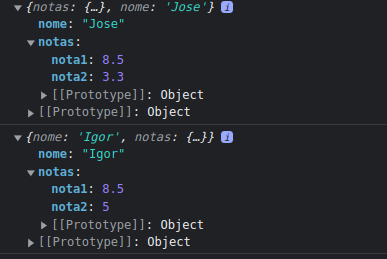 ▼{notas: {…}, nome: 'Jose'} i
nome: "Jose"
▼notas:
nota1: 8.5
nota2: 3.3
▶[[Prototype]]: Object
▶[[Prototype]]: Object
▼{nome: 'Igor', notas: {…}} i
nome: "Igor"
▼notas:
nota1: 8.5
nota2: 5
▶[[Prototype]]: Object
▶[[Prototype]]: Object